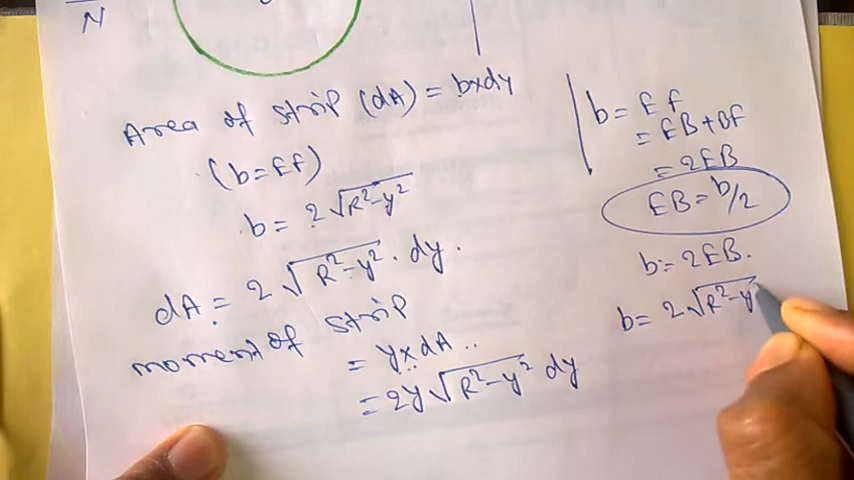 N
Area of strip (dA) = b×dy
(b=EF)
b = 2√R²-y²
dA = 2√R²-y² . dy.
moment of strip
= y×dA ..
= 2y√R²-y² dy
b = EF
= EB+BF
= 2EB
EB = b/2
b = 2EB.
b = 2√R²-y²